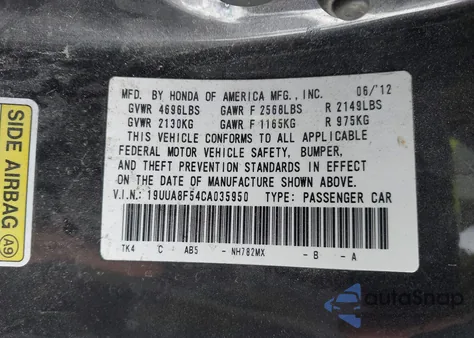 MFD. BY HONDA OF AMERICA MFG., INC. 06/'12
GVWR 4696LBS GAWR F 2568LBS R 2149LBS
GVWR 2130KG GAWR F 1165KG R 975KG
THIS VEHICLE CONFORMS TO ALL APPLICABLE
FEDERAL MOTOR VEHICLE SAFETY, BUMPER,
AND THEFT PREVENTION STANDARDS IN EFFECT
ON THE DATE OF MANUFACTURE SHOWN ABOVE.
V.I.N.: 19UUA8F54CA035950 TYPE: PASSENGER CAR
TK4 C AB5 - NH782MX - B - A
SIDE AIRBAG A9
autoSnap